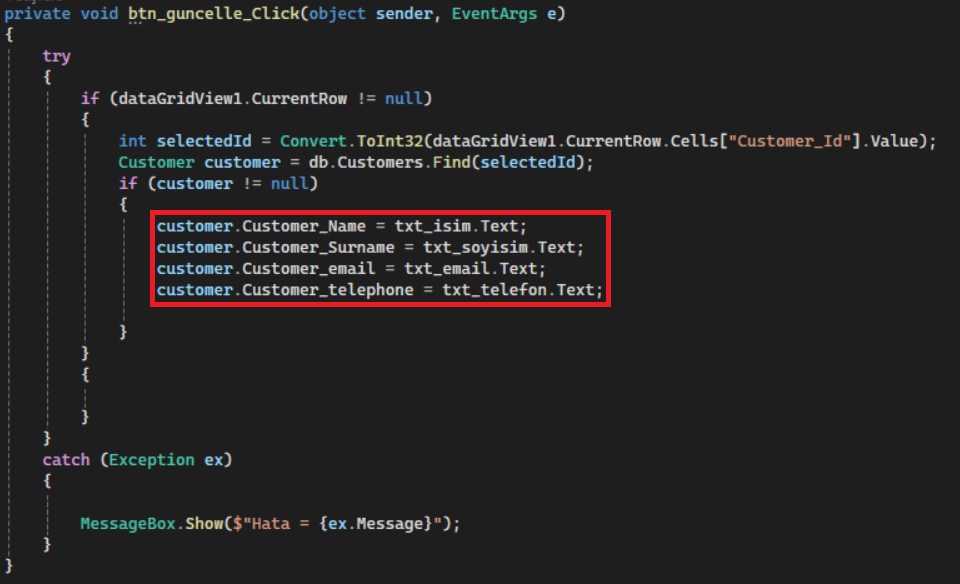 private void btn_guncelle_Click(object sender, EventArgs e)
{
    try
    {
        if (dataGridView1.CurrentRow != null)
        {
            int selectedId = Convert.ToInt32(dataGridView1.CurrentRow.Cells["Customer_Id"].Value);
            Customer customer = db.Customers.Find(selectedId);
            if (customer != null)
            {
                customer.Customer_Name = txt_isim.Text;
                customer.Customer_Surname = txt_soyisim.Text;
                customer.Customer_email = txt_email.Text;
                customer.Customer_telephone = txt_telefon.Text;
            }
        }
        {
        }
    }
    catch (Exception ex)
    {
        MessageBox.Show($"Hata = {ex.Message}");
    }
}